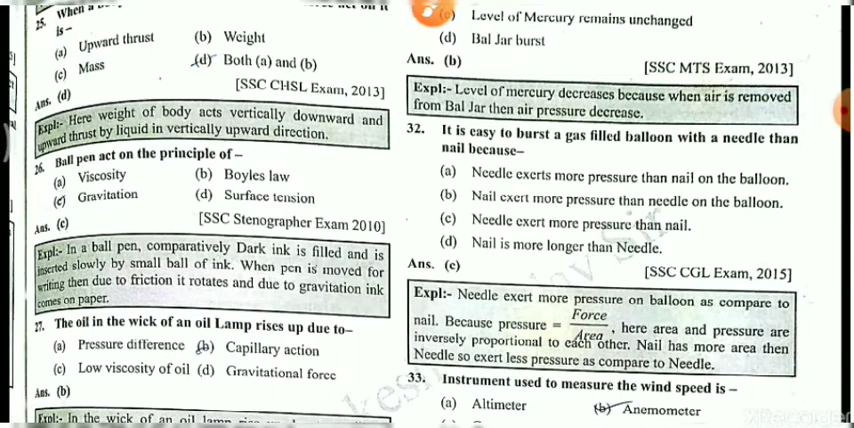 25. When a
is–
(a) Upward thrust (b) Weight
(c) Mass (d) Both (a) and (b)
Ans. (d) [SSC CHSL Exam, 2013]
Expl:- Here weight of body acts vertically downward and
upward thrust by liquid in vertically upward direction.
26. Ball pen act on the principle of –
(a) Viscosity (b) Boyles law
(c) Gravitation (d) Surface tension
Ans. (c) [SSC Stenographer Exam 2010]
Expl:- In a ball pen, comparatively Dark ink is filled and is
inserted slowly by small ball of ink. When pen is moved for
writing then due to friction it rotates and due to gravitation ink
comes on paper.
27. The oil in the wick of an oil Lamp rises up due to–
(a) Pressure difference (b) Capillary action
(c) Low viscosity of oil (d) Gravitational force
Ans. (b)
Expl:- In the wick of an oil lamp
(c) Level of Mercury remains unchanged
(d) Bal Jar burst
Ans. (b) [SSC MTS Exam, 2013]
Expl:- Level of mercury decreases because when air is removed
from Bal Jar then air pressure decrease.
32. It is easy to burst a gas filled balloon with a needle than
nail because–
(a) Needle exerts more pressure than nail on the balloon.
(b) Nail exert more pressure than needle on the balloon.
(c) Needle exert more pressure than nail.
(d) Nail is more longer than Needle.
Ans. (c) [SSC CGL Exam, 2015]
Expl:- Needle exert more pressure on balloon as compare to
nail. Because pressure = Force / Area, here area and pressure are
inversely proportional to each other. Nail has more area then
Needle so exert less pressure as compare to Needle.
33. Instrument used to measure the wind speed is –
(a) Altimeter (b) Anemometer